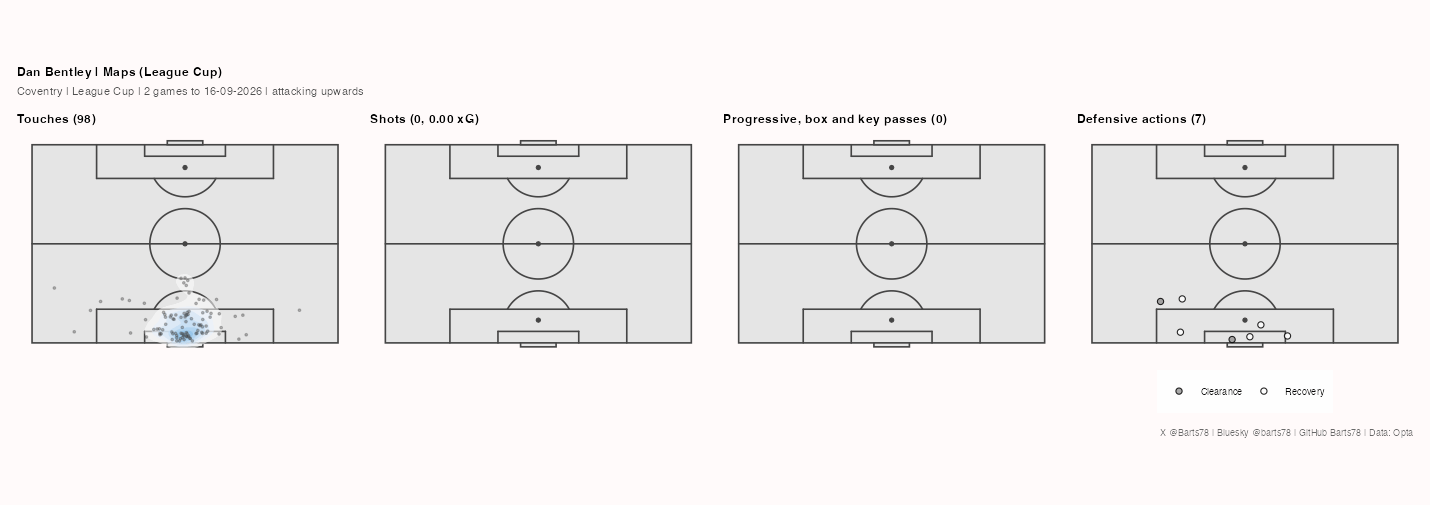 Dan Bentley | Maps (League Cup)
Coventry | League Cup | 2 games to 16-09-2026 | attacking upwards
Touches (98)
Shots (0, 0.00 xG)
Progressive, box and key passes (0)
Defensive actions (7)
Clearance
Recovery
X @Barts78 | Bluesky @barts78 | GitHub Barts78 | Data: Opta